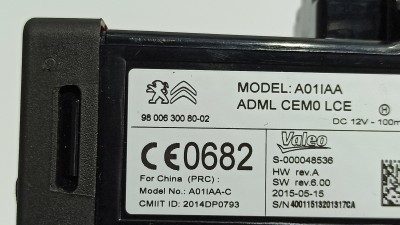 MODEL: A01IAA
ADML CEM0 LCE
Ⓗ
98 006 300 80-02
DC 12V - 100m
CE0682
For China (PRC) :
Model No.: A01IAA-C
CMIIT ID: 2014DP0793
Valeo
S-000048536
HW rev.A
SW rev.6.00
2015-05-15
S/N40011513201317CA